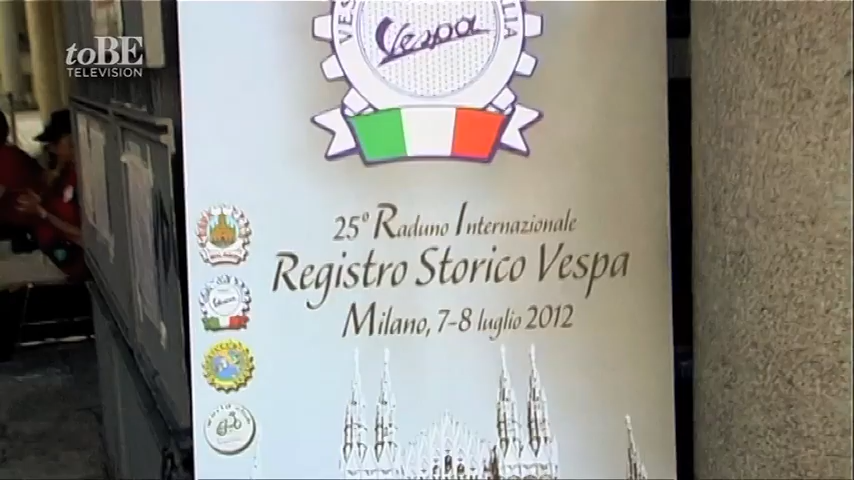 toBE
TELEVISION
Vespa
25° Raduno Internazionale
Registro Storico Vespa
Milano, 7-8 luglio 2012